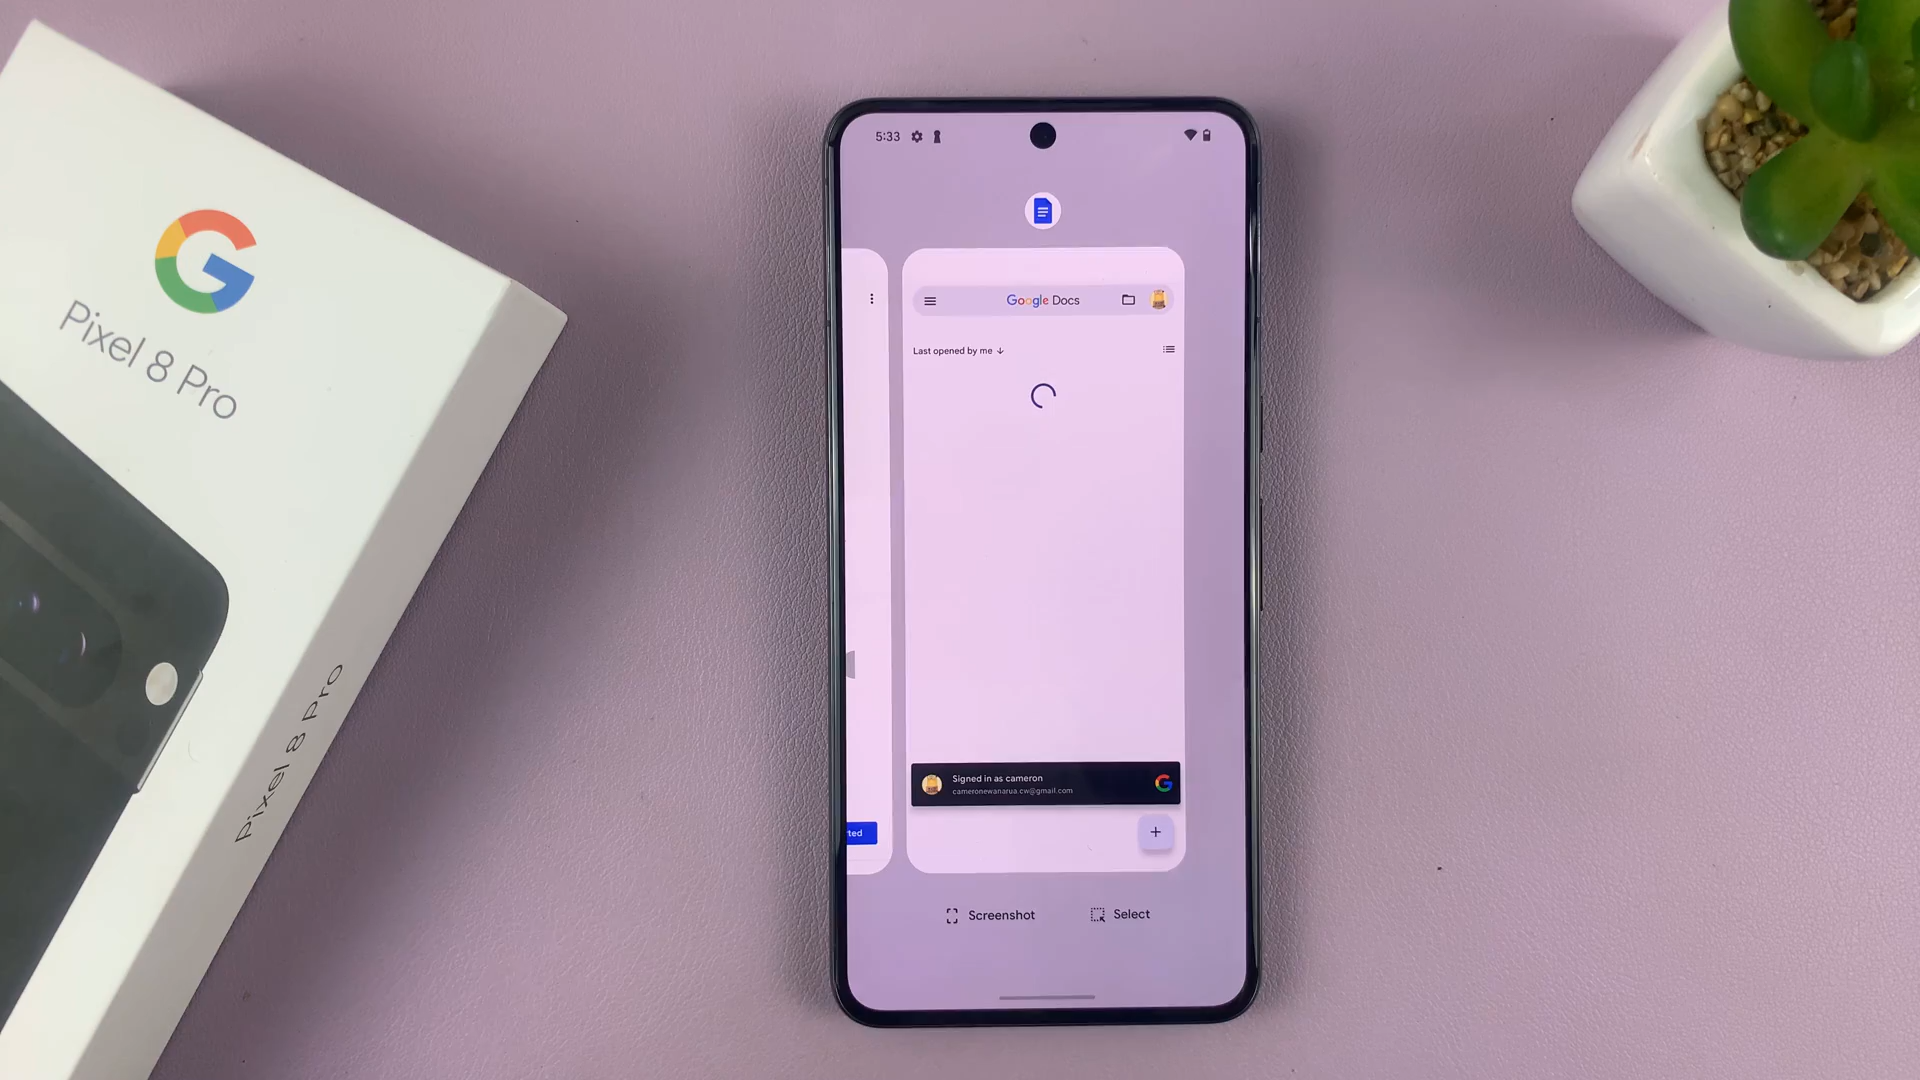 Pixel 8 Pro
Pixel 8 Pro
5:33
Google Docs
Last opened by me
Signed in as cameron
cameronewanarua.cw@gmail.com
rted
Screenshot
Select